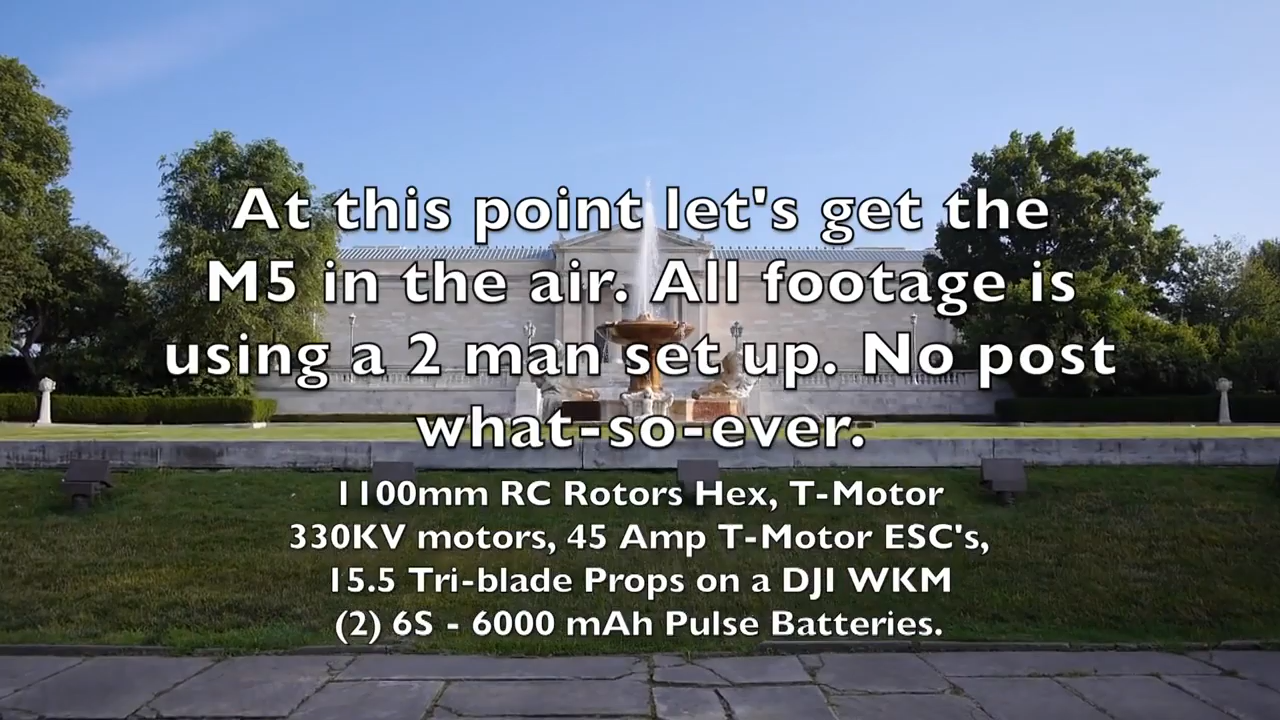 At this point let's get the
M5 in the air. All footage is
using a 2 man set up. No post
what-so-ever.
1100mm RC Rotors Hex, T-Motor
330KV motors, 45 Amp T-Motor ESC's,
15.5 Tri-blade Props on a DJI WKM
(2) 6S - 6000 mAh Pulse Batteries.